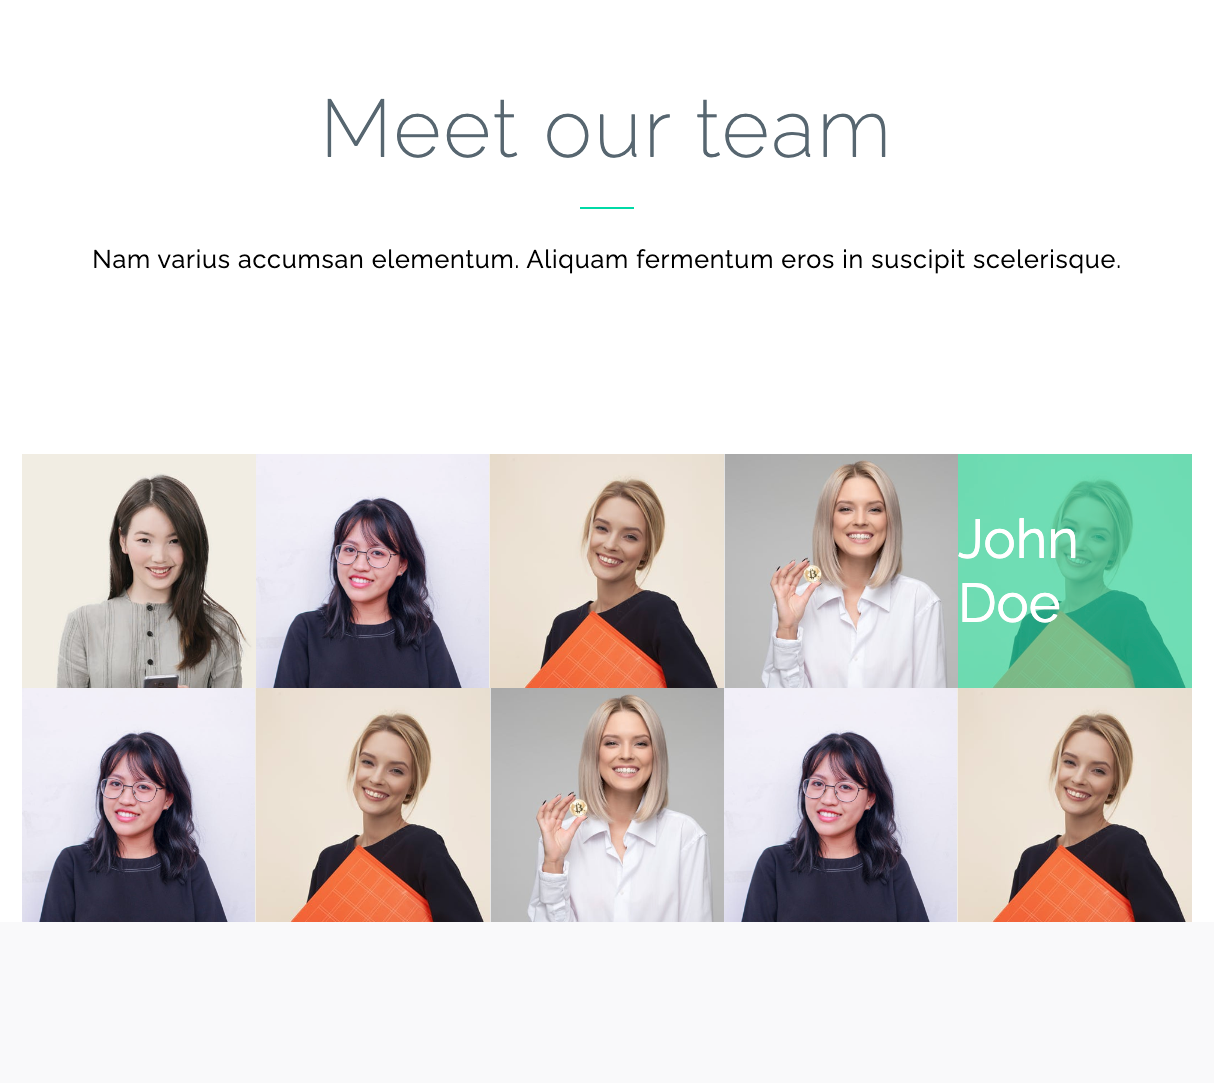 Meet our team
Nam varius accumsan elementum. Aliquam fermentum eros in suscipit scelerisque.
John
Doe